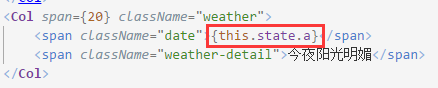 <Col span={20} className="weather">
<span className="date">{this.state.a}</span>
<span className="weather-detail">今夜阳光明媚</span>
</Col>